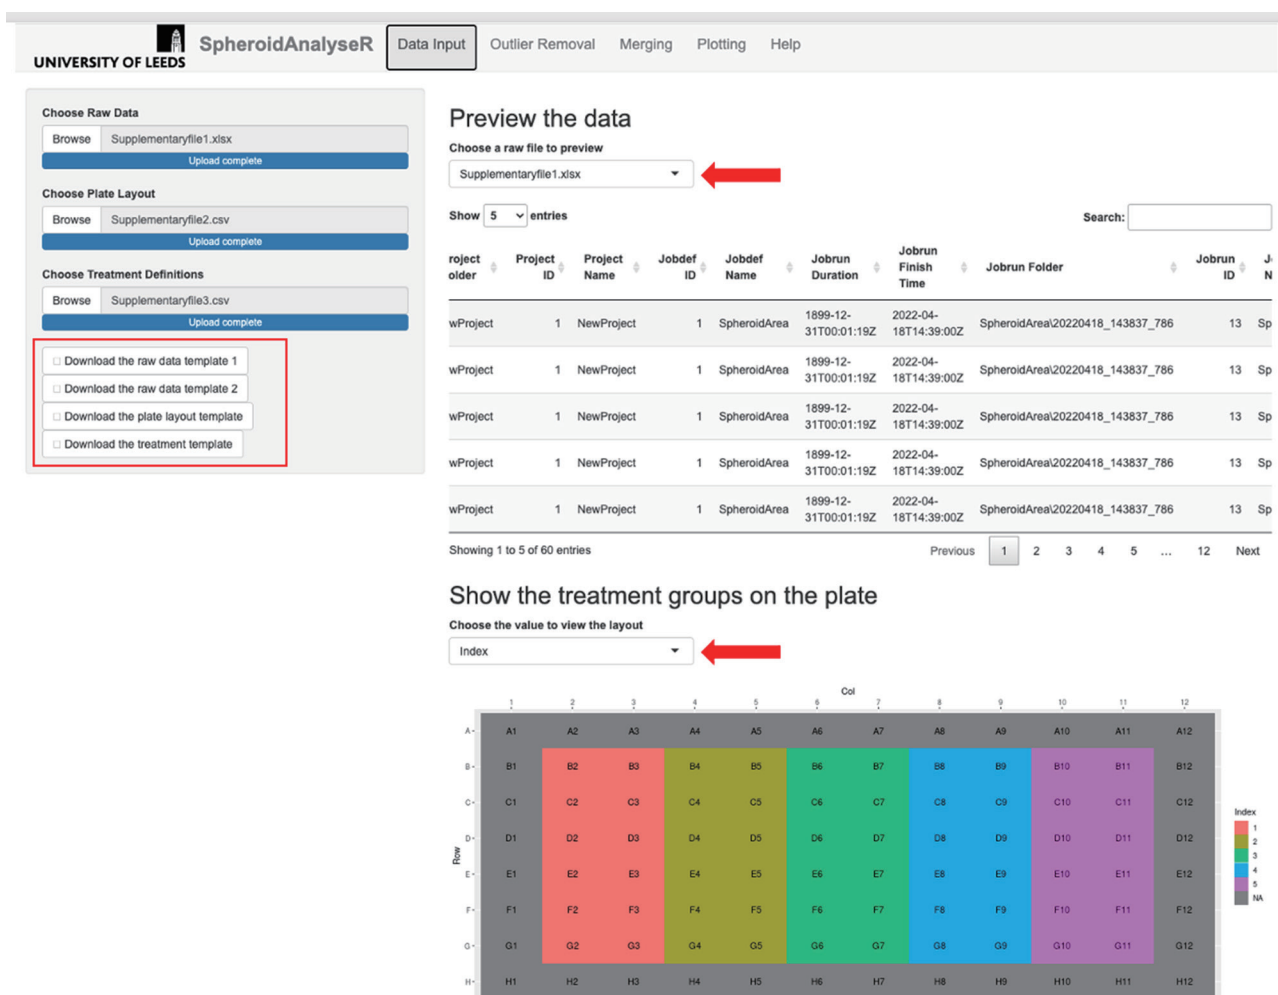 UNIVERSITY OF LEEDS
SpheroidAnalyseR Data Input Outlier Removal Merging Plotting Help
Choose Raw Data
Browse Supplementaryfile1.xlsx
Upload complete
Choose Plate Layout
Browse Supplementaryfile2.csv
Upload complete
Choose Treatment Definitions
Browse Supplementaryfile3.csv
Upload complete
Download the raw data template 1
Download the raw data template 2
Download the plate layout template
Download the treatment template
Preview the data
Choose a raw file to preview
Supplementaryfile1.xlsx
Show 5 entries Search:
roject older Project ID Project Name Jobdef ID Jobdef Name Jobrun Duration Jobrun Finish Time Jobrun Folder Jobrun ID J N
wProject 1 NewProject 1 SpheroidArea 1899-12-31T00:01:19Z 2022-04-18T14:39:00Z SpheroidArea\20220418_143837_786 13 Sp
wProject 1 NewProject 1 SpheroidArea 1899-12-31T00:01:19Z 2022-04-18T14:39:00Z SpheroidArea\20220418_143837_786 13 Sp
wProject 1 NewProject 1 SpheroidArea 1899-12-31T00:01:19Z 2022-04-18T14:39:00Z SpheroidArea\20220418_143837_786 13 Sp
wProject 1 NewProject 1 SpheroidArea 1899-12-31T00:01:19Z 2022-04-18T14:39:00Z SpheroidArea\20220418_143837_786 13 Sp
wProject 1 NewProject 1 SpheroidArea 1899-12-31T00:01:19Z 2022-04-18T14:39:00Z SpheroidArea\20220418_143837_786 13 Sp
Showing 1 to 5 of 60 entries Previous 1 2 3 4 5 ... 12 Next
Show the treatment groups on the plate
Choose the value to view the layout
Index
Col
1 2 3 4 5 6 7 8 9 10 11 12
A A1 A2 A3 A4 A5 A6 A7 A8 A9 A10 A11 A12
B B1 B2 B3 B4 B5 B6 B7 B8 B9 B10 B11 B12
C C1 C2 C3 C4 C5 C6 C7 C8 C9 C10 C11 C12
D D1 D2 D3 D4 D5 D6 D7 D8 D9 D10 D11 D12
Row
E E1 E2 E3 E4 E5 E6 E7 E8 E9 E10 E11 E12
F F1 F2 F3 F4 F5 F6 F7 F8 F9 F10 F11 F12
G G1 G2 G3 G4 G5 G6 G7 G8 G9 G10 G11 G12
H H1 H2 H3 H4 H5 H6 H7 H8 H9 H10 H11 H12
Index
1
2
3
4
5
NA